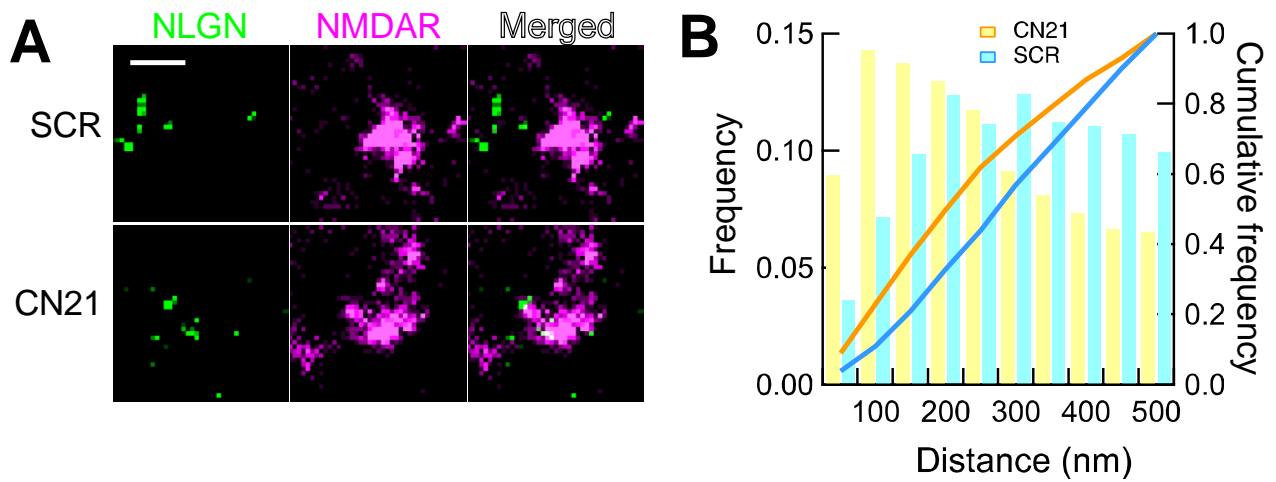 A
NLGN NMDAR Merged
SCR
CN21
B
CN21
SCR
0.15
0.10
0.05
0.00
Frequency
1.0
0.8
0.6
0.4
0.2
0.0
Cumulative frequency
100 200 300 400 500
Distance (nm)